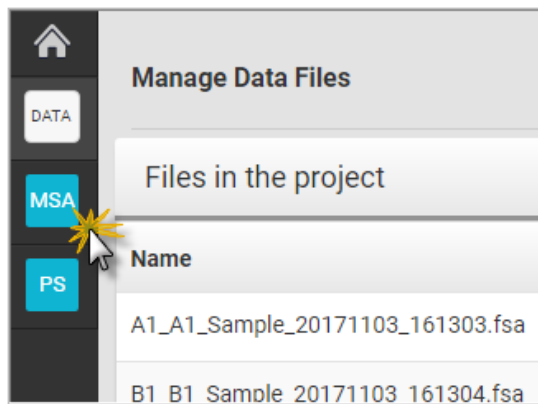 Manage Data Files
DATA
Files in the project
MSA
Name
PS
A1_A1_Sample_20171103_161303.fsa
B1_B1_Sample_20171103_161304.fsa